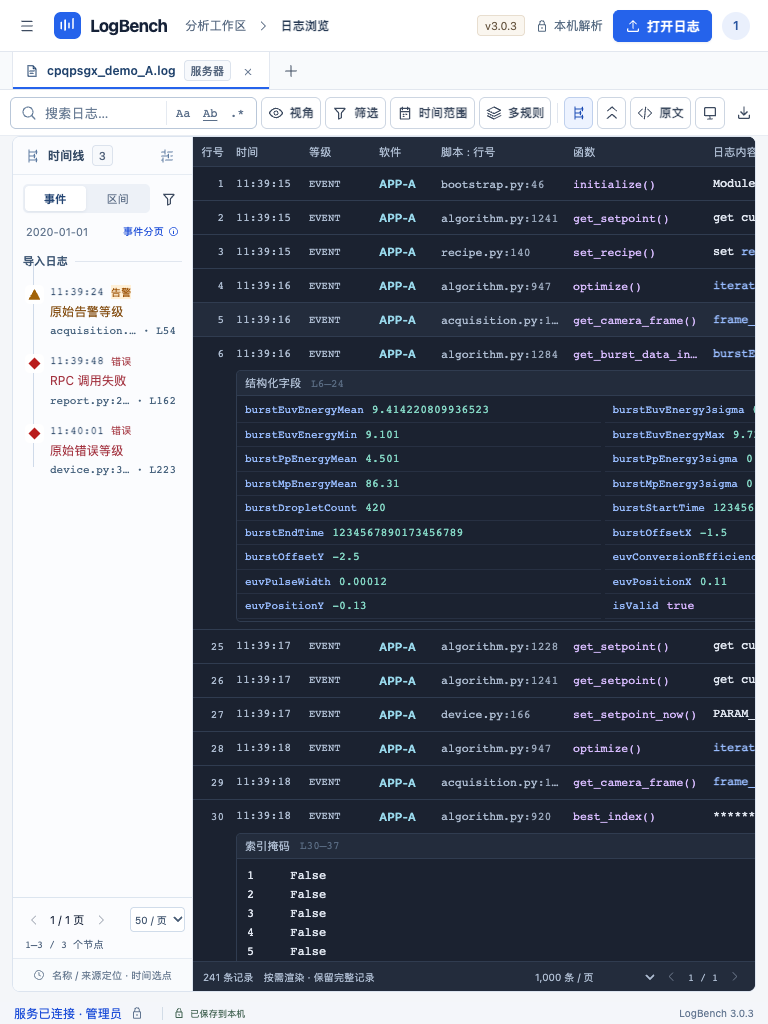 LogBench 分析工作区 日志浏览 v3.0.3 本机解析 打开日志 1
cpqpsgx_demo_A.log 服务器
搜索日志… Aa Ab .* 视角 筛选 时间范围 多规则 原文
时间线 3
事件 区间
2020-01-01 事件分页
导入日志
11:39:24 告警
原始告警等级
acquisition.… · L54
11:39:48 错误
RPC 调用失败
report.py:2… · L162
11:40:01 错误
原始错误等级
device.py:3… · L223
1 / 1 页 50 / 页
1—3 / 3 个节点
名称 / 来源定位 · 时间选点
行号 时间 等级 软件 脚本 : 行号 函数 日志内容
1 11:39:15 EVENT APP-A bootstrap.py:46 initialize() Module
2 11:39:15 EVENT APP-A algorithm.py:1241 get_setpoint() get cu
3 11:39:15 EVENT APP-A recipe.py:140 set_recipe() set re
4 11:39:16 EVENT APP-A algorithm.py:947 optimize() iterat
5 11:39:16 EVENT APP-A acquisition.py:1… get_camera_frame() frame_
6 11:39:16 EVENT APP-A algorithm.py:1284 get_burst_data_in… burstE
结构化字段 L6—24
burstEuvEnergyMean 9.414220809936523 burstEuvEnergy3sigma
burstEuvEnergyMin 9.101 burstEuvEnergyMax 9.7
burstPpEnergyMean 4.501 burstPpEnergy3sigma 0
burstMpEnergyMean 86.31 burstMpEnergy3sigma 0
burstDropletCount 420 burstStartTime 123456
burstEndTime 1234567890173456789 burstOffsetX −1.5
burstOffsetY −2.5 euvConversionEfficienc
euvPulseWidth 0.00012 euvPositionX 0.11
euvPositionY −0.13 isValid true
25 11:39:17 EVENT APP-A algorithm.py:1228 get_setpoint() get cu
26 11:39:17 EVENT APP-A algorithm.py:1241 get_setpoint() get cu
27 11:39:17 EVENT APP-A device.py:166 set_setpoint_now() PARAM_
28 11:39:18 EVENT APP-A algorithm.py:947 optimize() iterat
29 11:39:18 EVENT APP-A acquisition.py:1… get_camera_frame() frame_
30 11:39:18 EVENT APP-A algorithm.py:920 best_index() ******
索引掩码 L30—37
1 False
2 False
3 False
4 False
5 False
241 条记录 按需渲染 · 保留完整记录 1,000 条 / 页 1 / 1
服务已连接 · 管理员 已保存到本机 LogBench 3.0.3